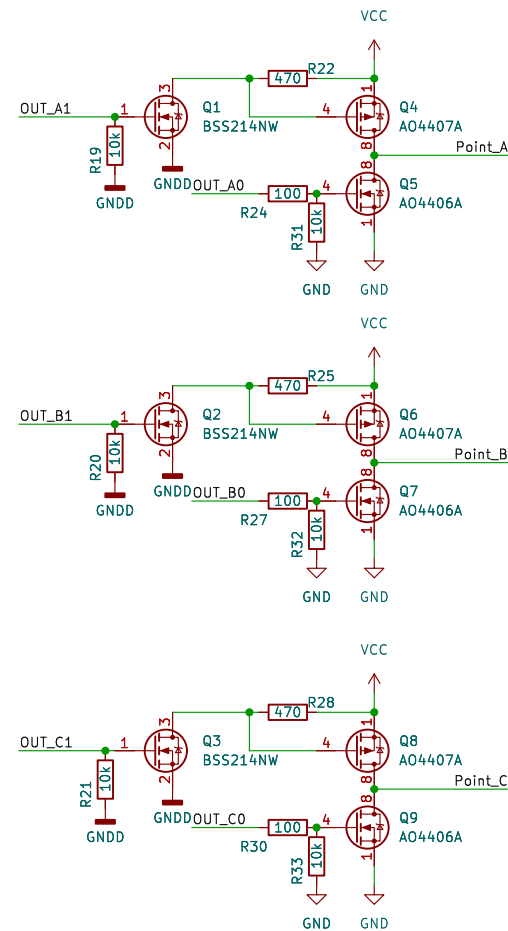 VCC
R22
470
1
3
OUT_A1
1
Q1
BSS214NW
4
Q4
AO4407A
10k
R19
2
8
Point_A
GNDD
GNDD
OUT_A0
100
4
8
Q5
AO4406A
R24
10k
R31
1
GND
GND
VCC
R25
470
1
3
OUT_B1
1
Q2
BSS214NW
4
Q6
AO4407A
10k
R20
2
8
Point_B
GNDD
GNDD
OUT_B0
100
4
8
Q7
AO4406A
R27
10k
R32
1
GND
GND
VCC
R28
470
1
3
OUT_C1
1
Q3
BSS214NW
4
Q8
AO4407A
10k
R21
2
8
Point_C
GNDD
GNDD
OUT_C0
100
4
8
Q9
AO4406A
R30
10k
R33
1
GND
GND